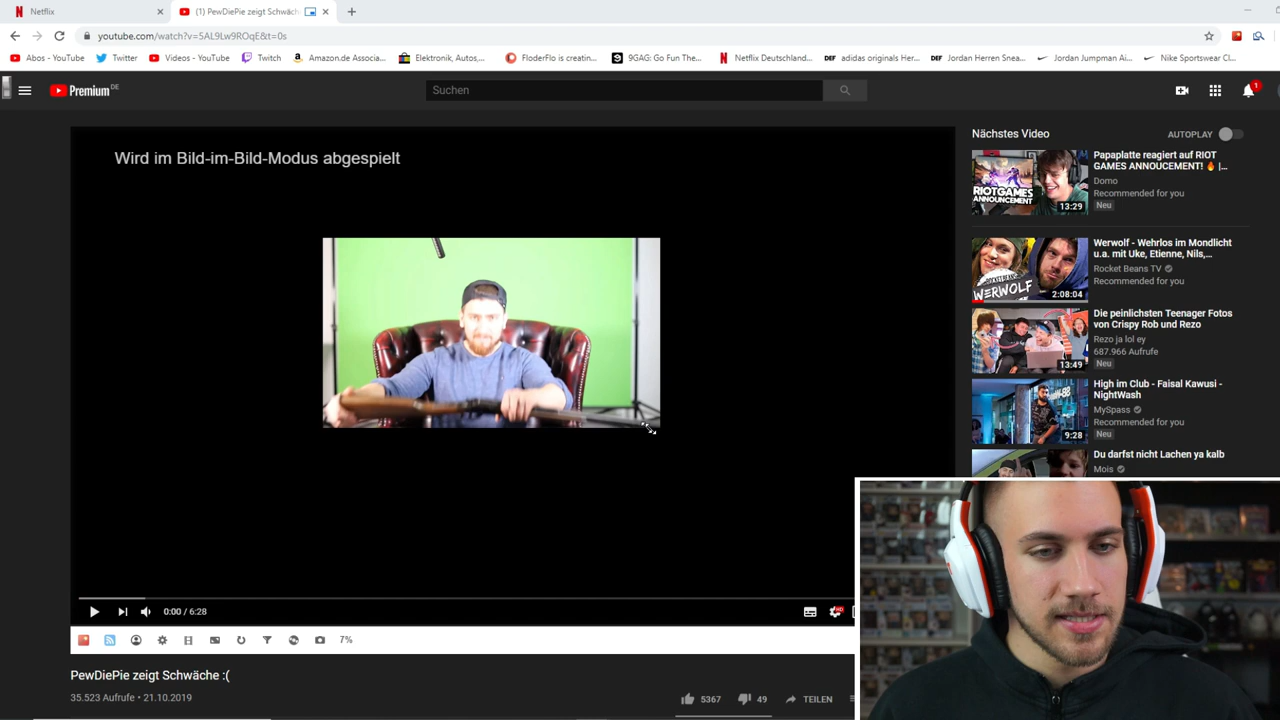 Netflix
(1) PewDiePie zeigt Schwäch
youtube.com/watch?v=5AL9Lw9ROqE&t=0s
Abos - YouTube
Twitter
Videos - YouTube
Twitch
Amazon.de Associa...
Elektronik, Autos,...
FloderFlo is creatin...
9GAG: Go Fun The...
Netflix Deutschland...
adidas originals Her...
Jordan Herren Snea...
Jordan Jumpman Ai...
Nike Sportswear Cl...
Premium DE
Suchen
1
Wird im Bild-im-Bild-Modus abgespielt
0:00 / 6:28
7%
PewDiePie zeigt Schwäche :(
35.523 Aufrufe • 21.10.2019
5367
49
TEILEN
Nächstes Video
AUTOPLAY
RIOTGAMES
ANNOUNCEMENT
13:29
Papaplatte reagiert auf RIOT
GAMES ANNOUCEMENT! 🔥 |...
Domo
Recommended for you
Neu
WERWOLF
2:08:04
Werwolf - Wehrlos im Mondlicht
u.a. mit Uke, Etienne, Nils,...
Rocket Beans TV
Recommended for you
13:49
Die peinlichsten Teenager Fotos
von Crispy Rob und Rezo
Rezo ja lol ey
687.966 Aufrufe
Neu
9:28
High im Club - Faisal Kawusi -
NightWash
MySpass
Recommended for you
Neu
Du darfst nicht Lachen ya kalb
Mois